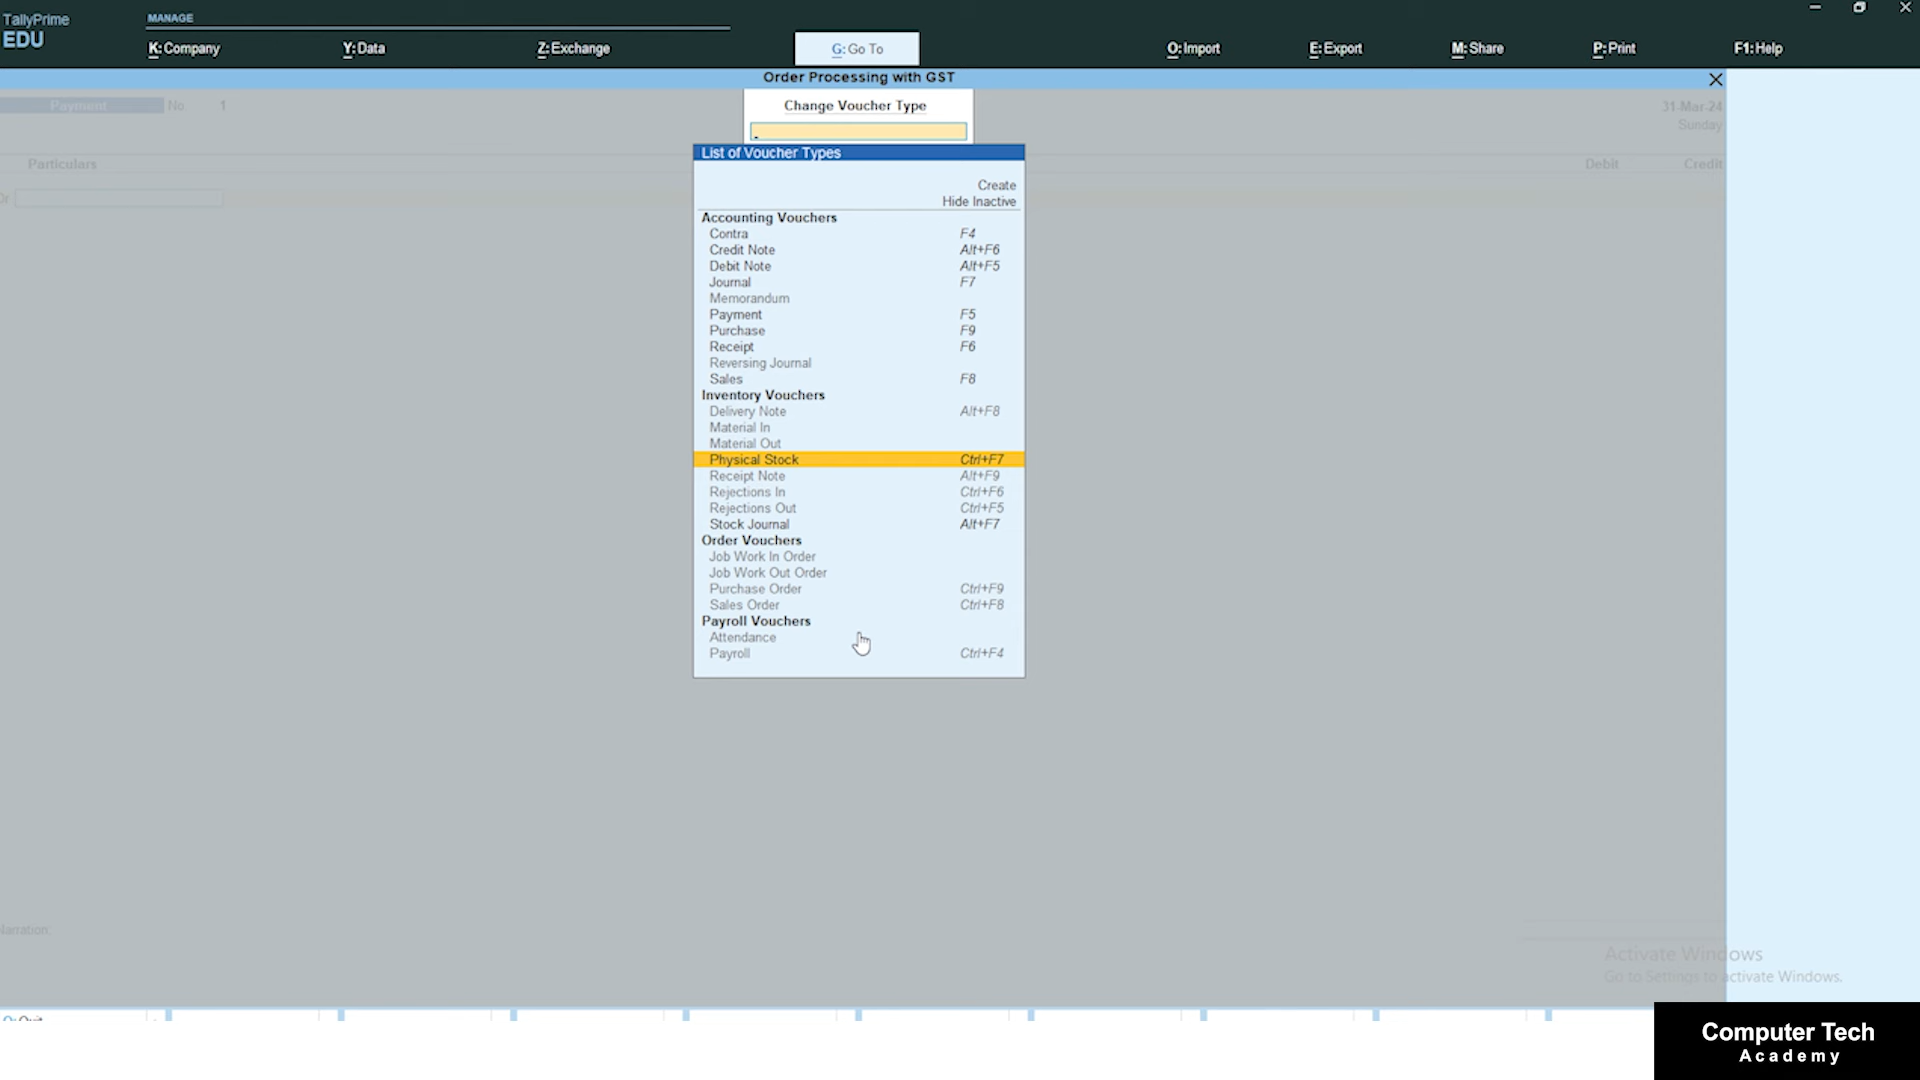 TallyPrime
EDU
MANAGE
K:Company
Y:Data
Z:Exchange
G:Go To
O:Import
E:Export
M:Share
P:Print
F1:Help
Order Processing with GST
Payment No 1
31-Mar-24
Sunday
Change Voucher Type
Particulars
Debit Credit
List of Voucher Types
Create
Hide Inactive
Accounting Vouchers
Contra F4
Credit Note Alt+F6
Debit Note Alt+F5
Journal F7
Memorandum
Payment F5
Purchase F9
Receipt F6
Reversing Journal
Sales F8
Inventory Vouchers
Delivery Note Alt+F8
Material In
Material Out
Physical Stock Ctrl+F7
Receipt Note Alt+F9
Rejections In Ctrl+F6
Rejections Out Ctrl+F5
Stock Journal Alt+F7
Order Vouchers
Job Work In Order
Job Work Out Order
Purchase Order Ctrl+F9
Sales Order Ctrl+F8
Payroll Vouchers
Attendance
Payroll Ctrl+F4
Activate Windows
Go to Settings to activate Windows.
Computer Tech
Academy